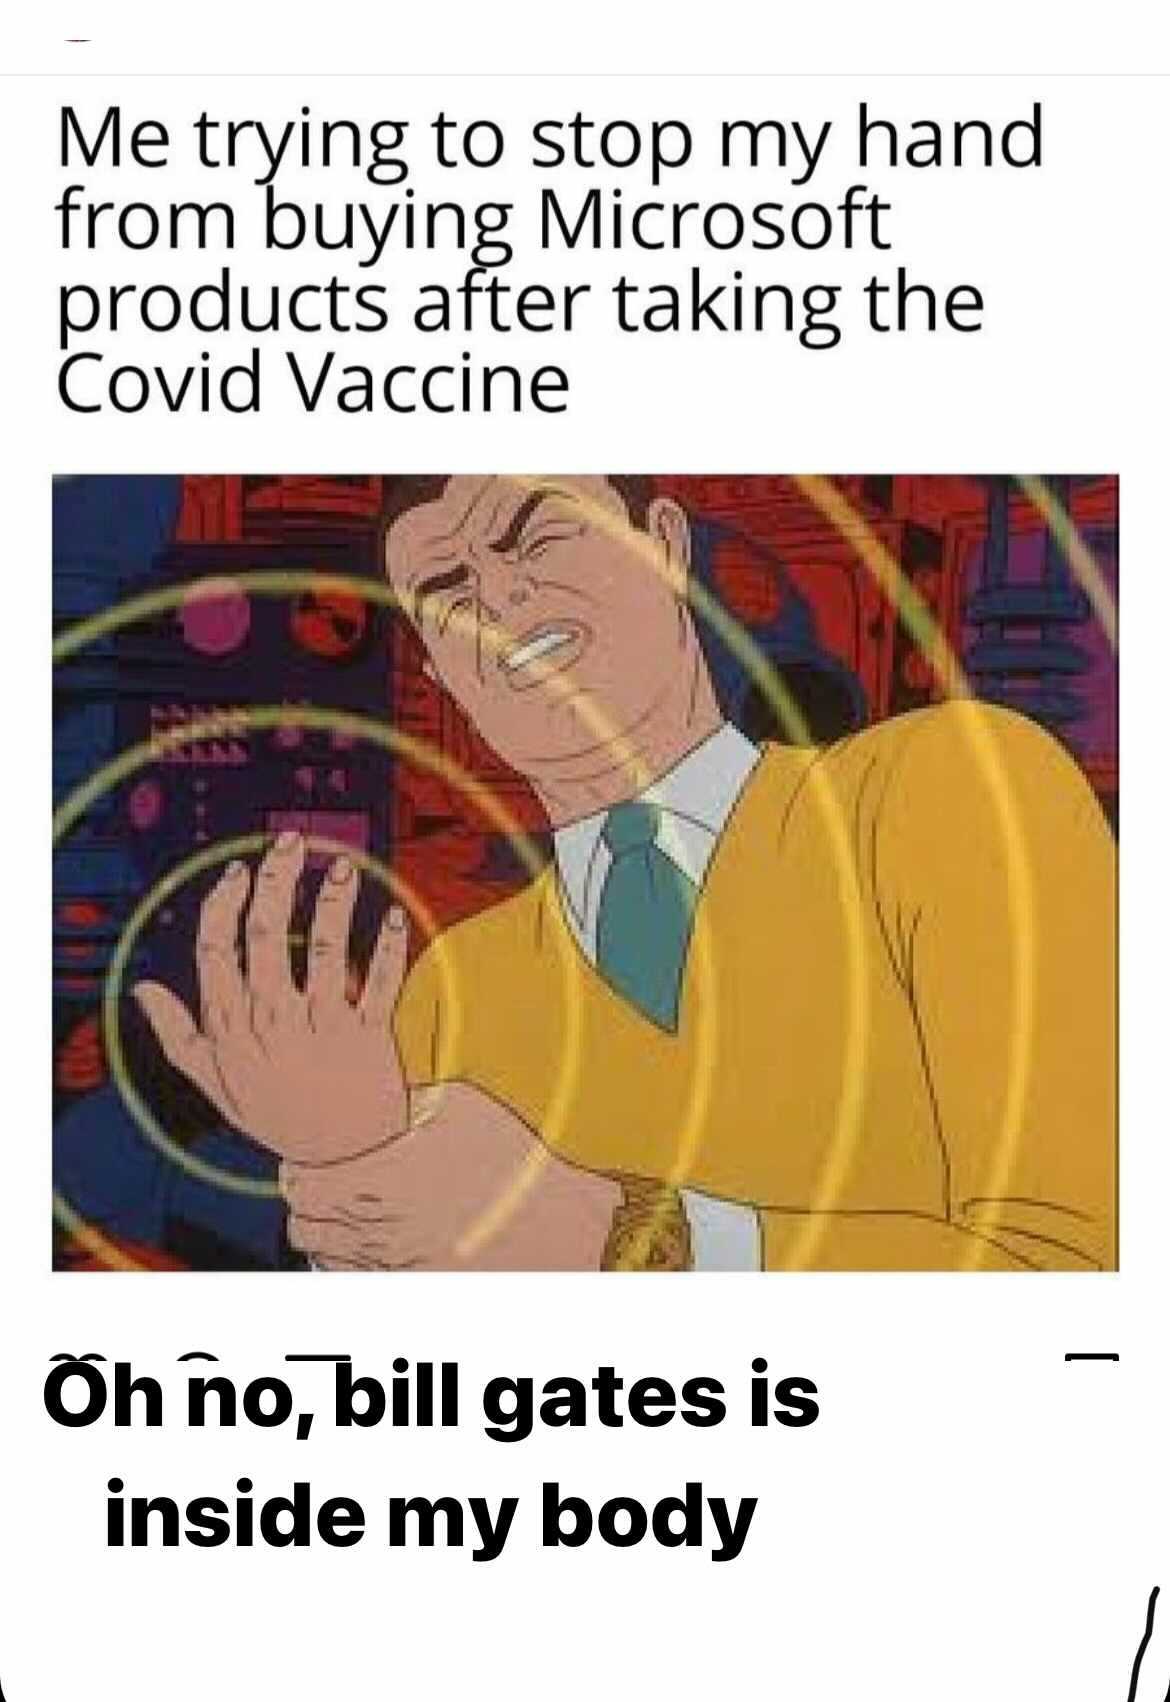 Me trying to stop my hand
from buying Microsoft
products after taking the
Covid Vaccine
Oh no, bill gates is
inside my body